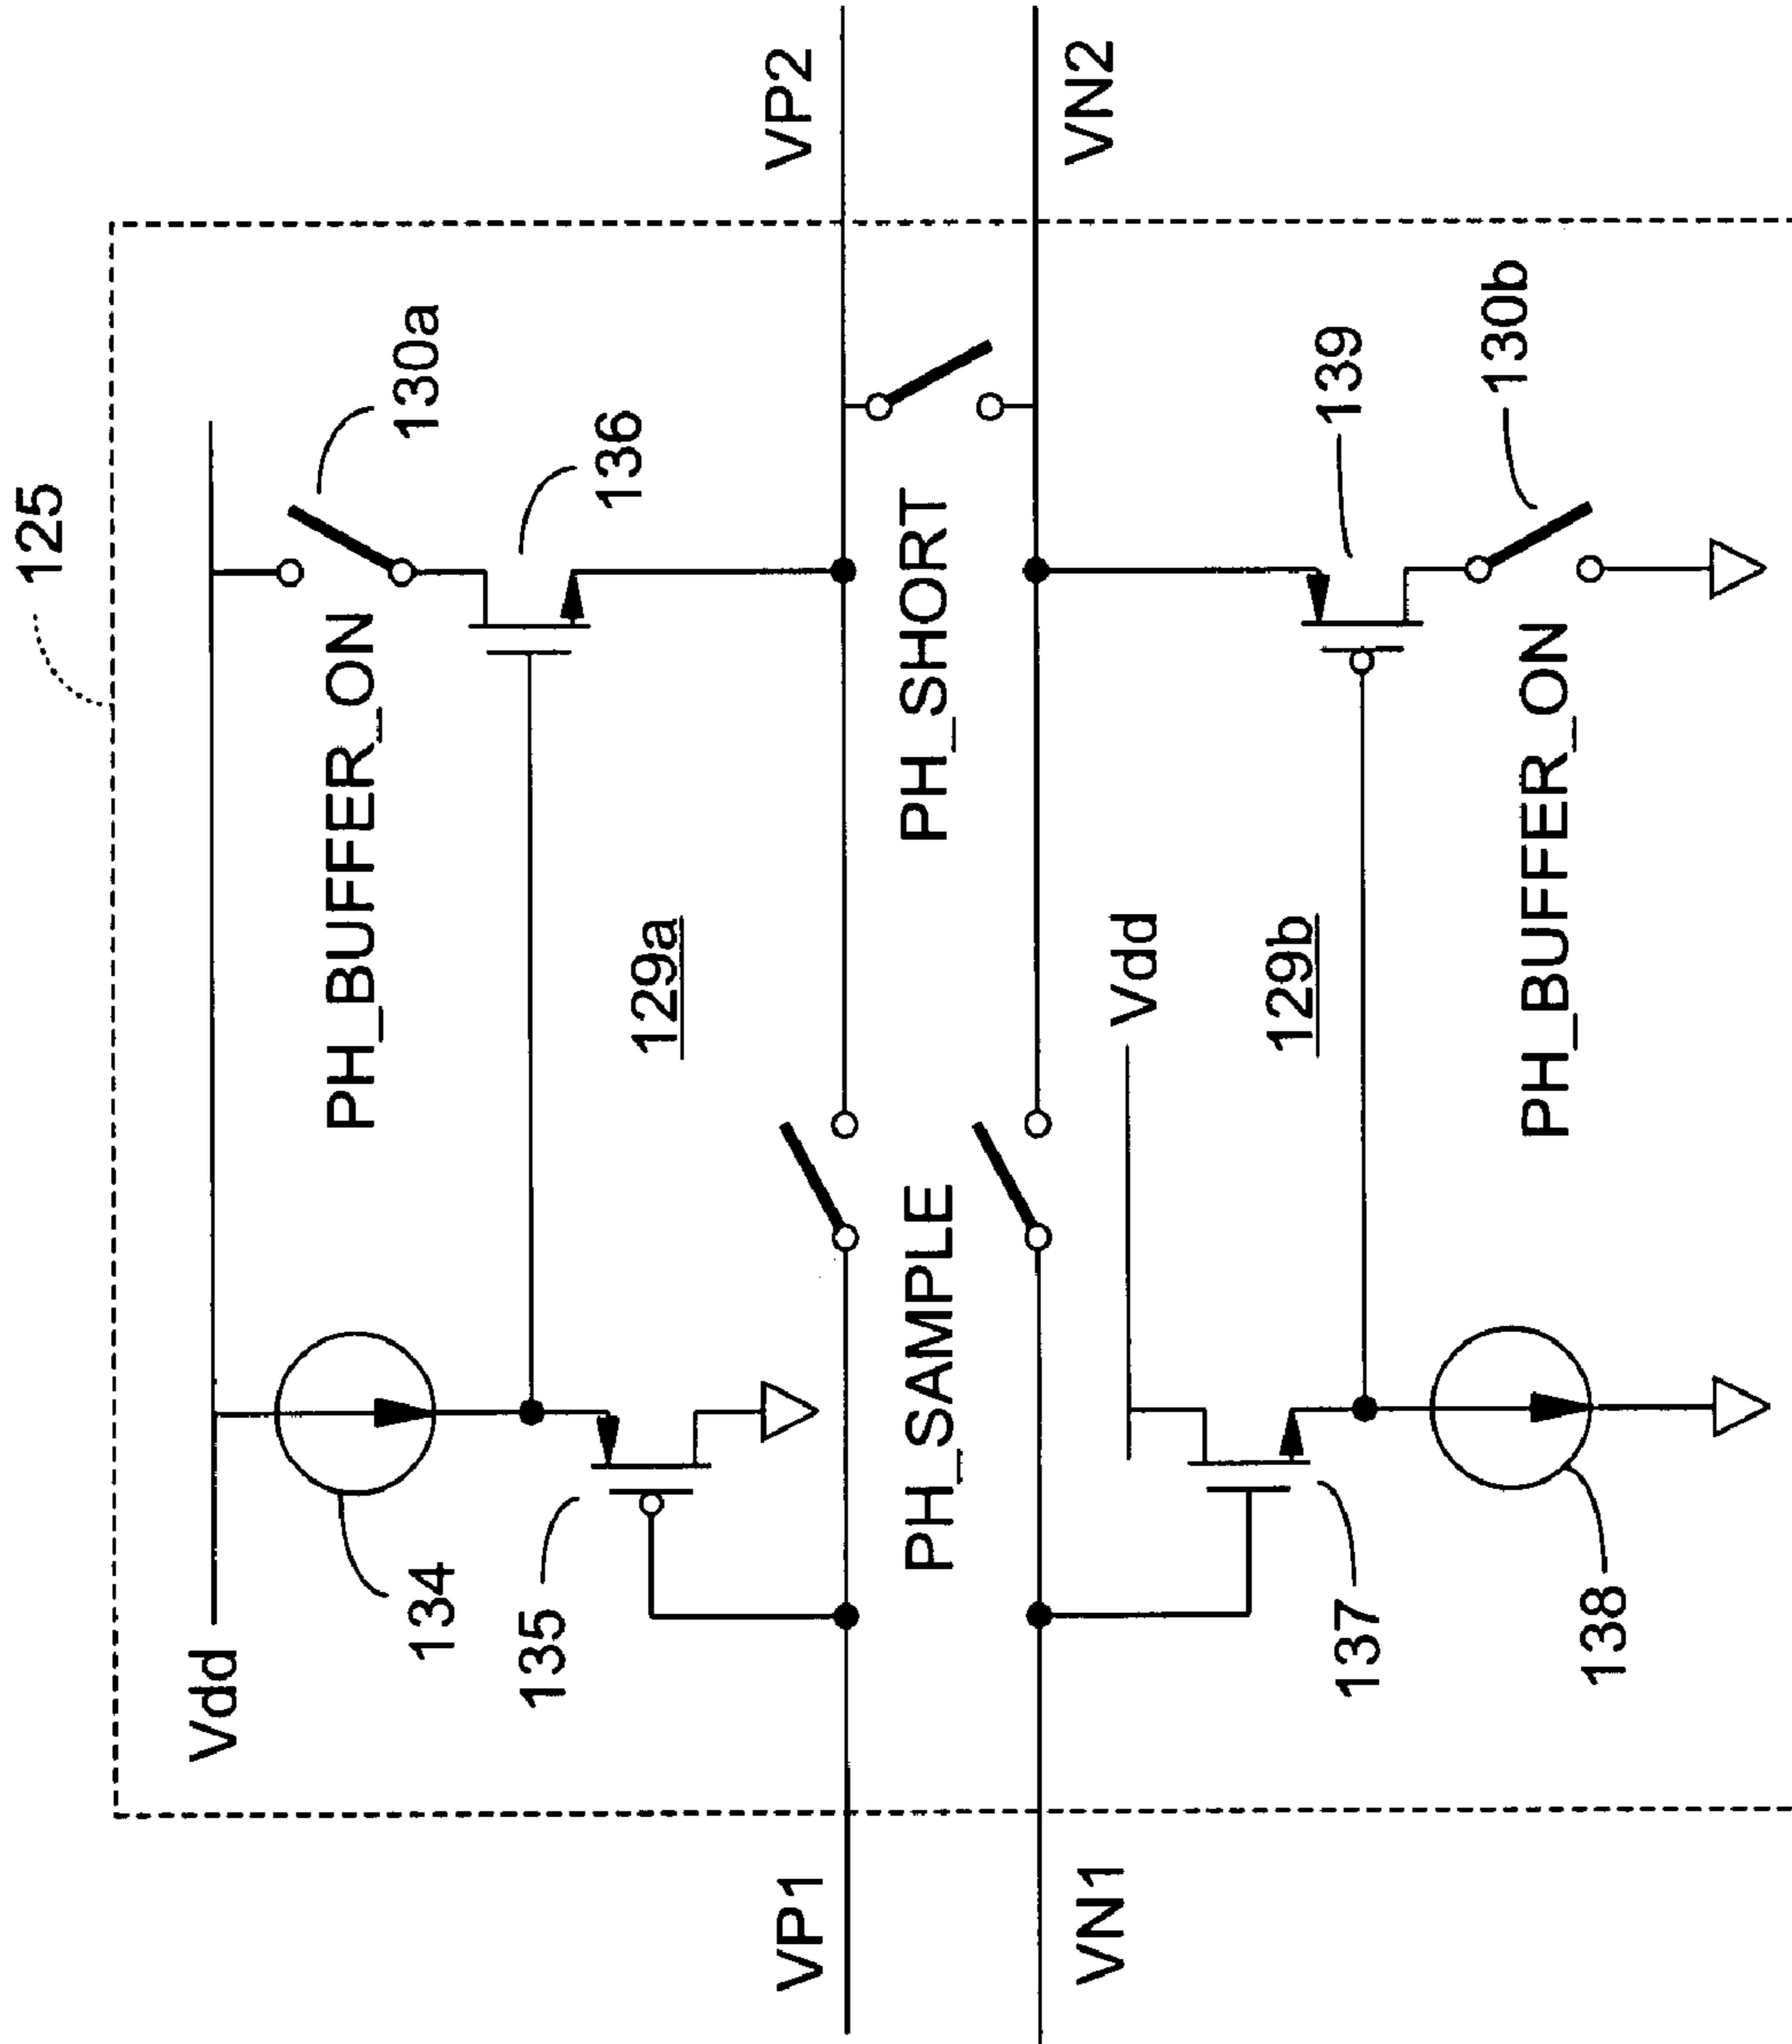 125
Vdd
134
135
PH_BUFFER_ON
130a
136
129a
VP1
VP2
PH_SAMPLE
PH_SHORT
VN1
VN2
Vdd
137
138
129b
139
PH_BUFFER_ON
130b